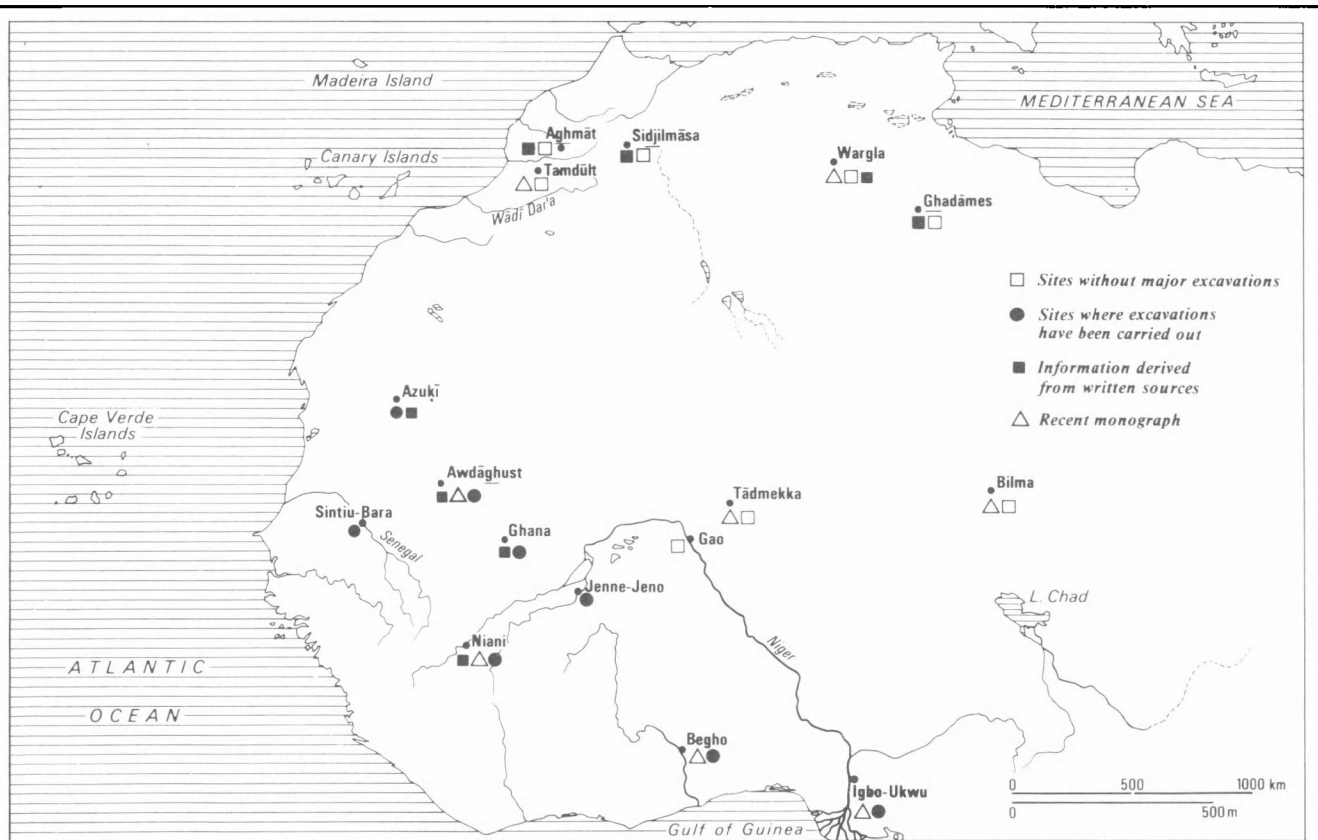 Madeira Island
MEDITERRANEAN SEA
Aghmāt
Sidjilmāsa
Canary Islands
Wargla
Tamdūlt
Ghadāmes
Wādī Dar'a
Sites without major excavations
Sites where excavations
have been carried out
Information derived
from written sources
Recent monograph
Azukī
Cape Verde
Islands
Awdāghust
Tādmekka
Bilma
Sintiu-Bara
Ghana
Senegal
Gao
Jenne-Jeno
L. Chad
Niani
Niger
ATLANTIC
OCEAN
Begho
Igbo-Ukwu
0 500 1000 km
0 500 m
Gulf of Guinea